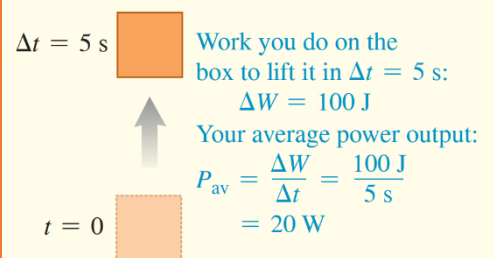 Δt = 5 s
Work you do on the
box to lift it in Δt = 5 s:
ΔW = 100 J
Your average power output:
P_av = ΔW/Δt = 100 J/5 s
t = 0
= 20 W